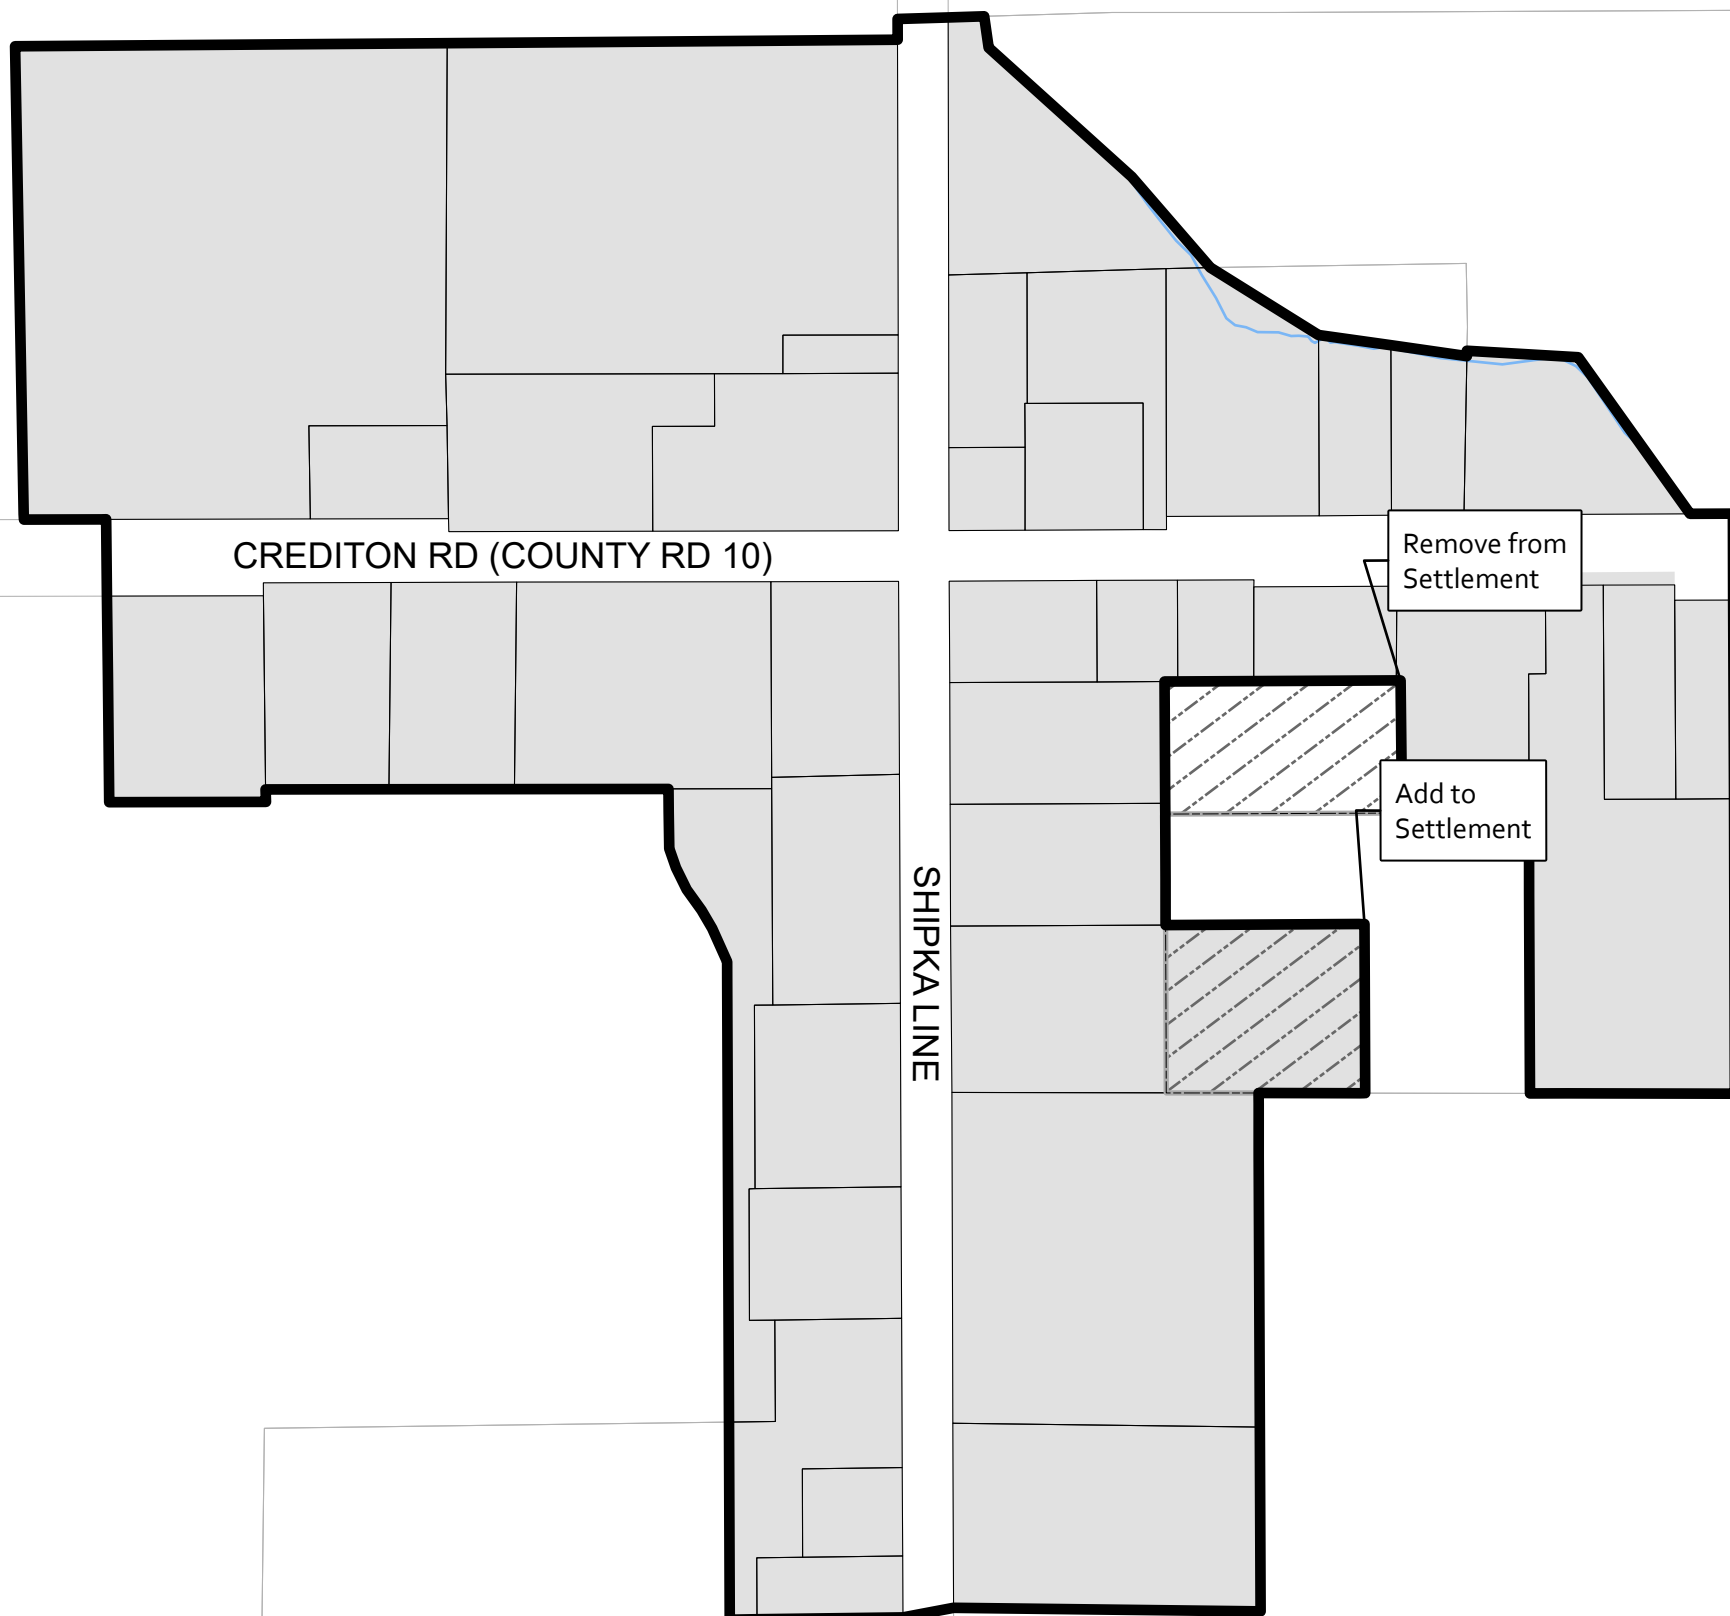 CREDITON RD (COUNTY RD 10)
Remove from
Settlement
Add to
Settlement
SHIPKA LINE